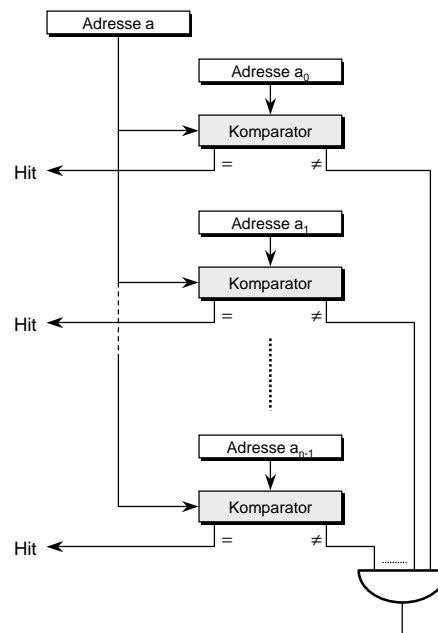 Adresse a
Adresse a0
Komparator
Hit = ≠
Adresse a1
Komparator
Hit = ≠
Adresse an-1
Komparator
Hit = ≠